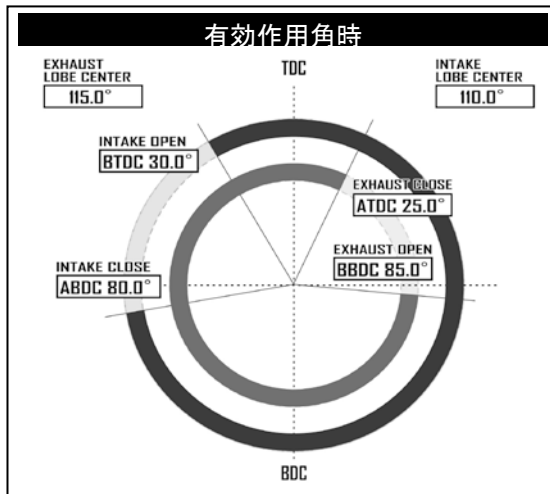 有効作用角時
EXHAUST
LOBE CENTER
115.0°
TDC
INTAKE
LOBE CENTER
110.0°
INTAKE OPEN
BTDC 30.0°
EXHAUST CLOSE
ATDC 25.0°
EXHAUST OPEN
BBDC 85.0°
INTAKE CLOSE
ABDC 80.0°
BDC